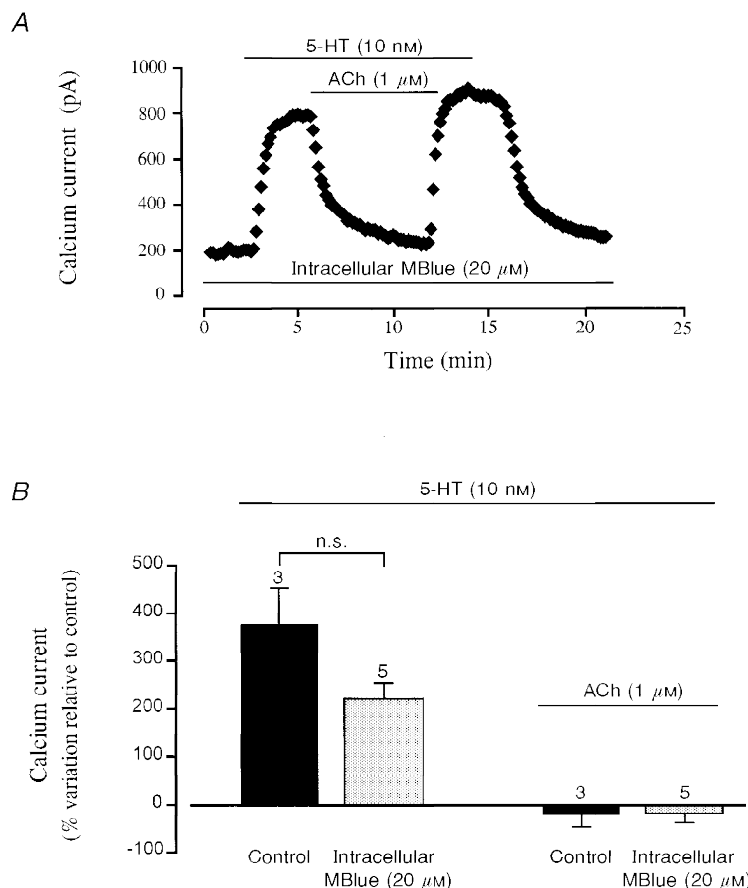 A
5-HT (10 nM)
ACh (1 μM)
Calcium current (pA)
1000
800
600
400
200
0
Intracellular MBlue (20 μM)
0 5 10 15 20 25
Time (min)
B
5-HT (10 nM)
n.s.
Calcium current
(% variation relative to control)
500
400
300
200
100
0
-100
3
5
ACh (1 μM)
3
5
Control
Intracellular
MBlue (20 μM)
Control
Intracellular
MBlue (20 μM)